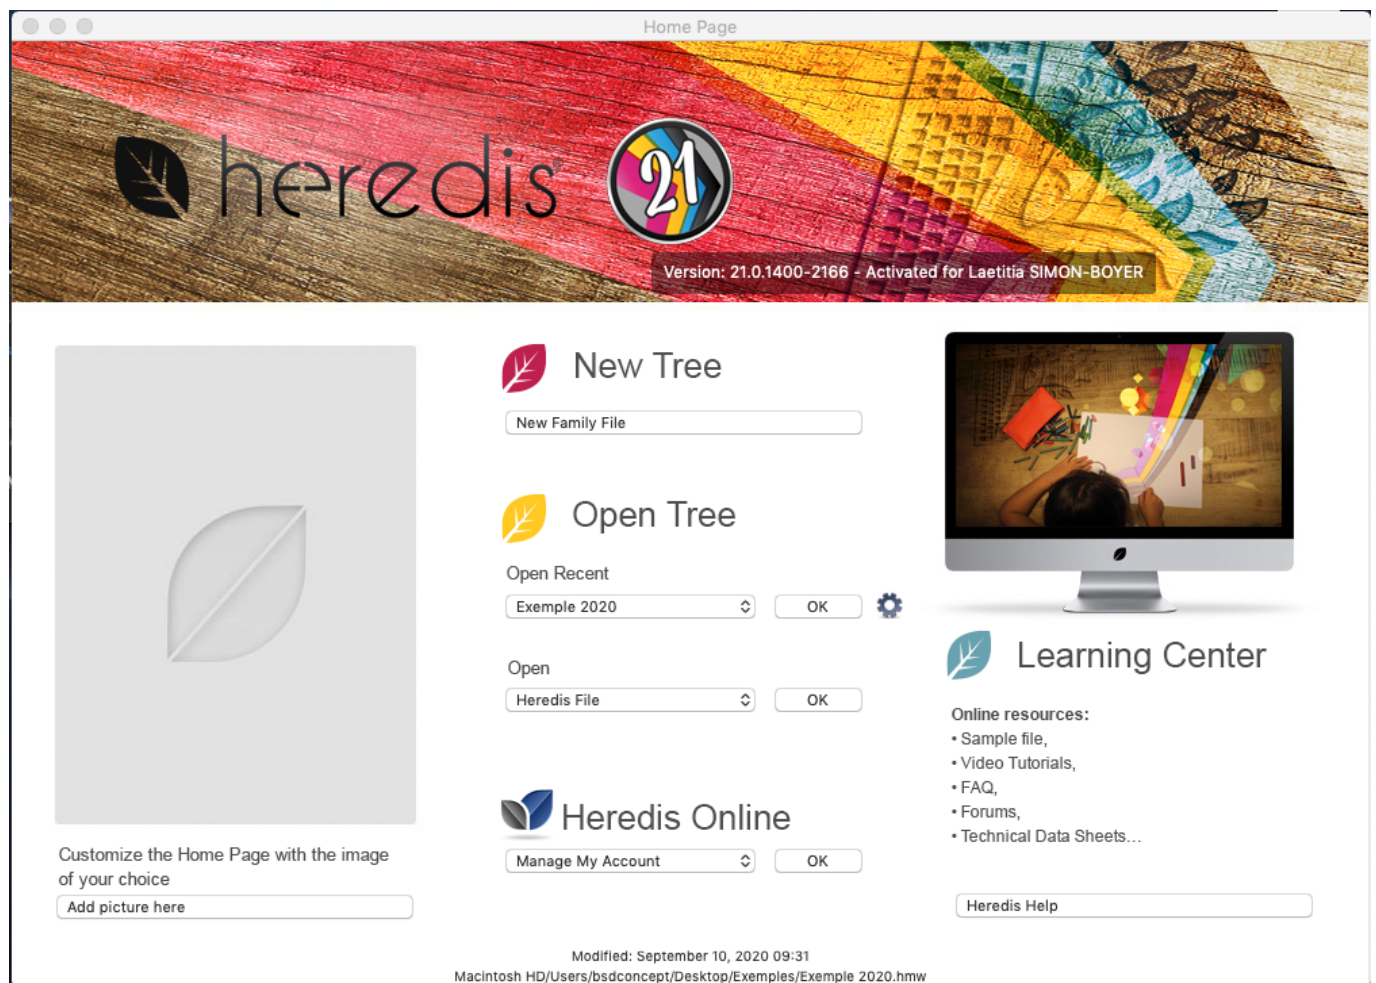 Home Page
heredis®
21
Version: 21.0.1400-2166 - Activated for Laetitia SIMON-BOYER
New Tree
New Family File
Open Tree
Open Recent
Exemple 2020
OK
Open
Heredis File
OK
Heredis Online
Manage My Account
OK
Customize the Home Page with the image
of your choice
Add picture here
Learning Center
Online resources:
• Sample file,
• Video Tutorials,
• FAQ,
• Forums,
• Technical Data Sheets...
Heredis Help
Modified: September 10, 2020 09:31
Macintosh HD/Users/bsdconcept/Desktop/Exemples/Exemple 2020.hmw